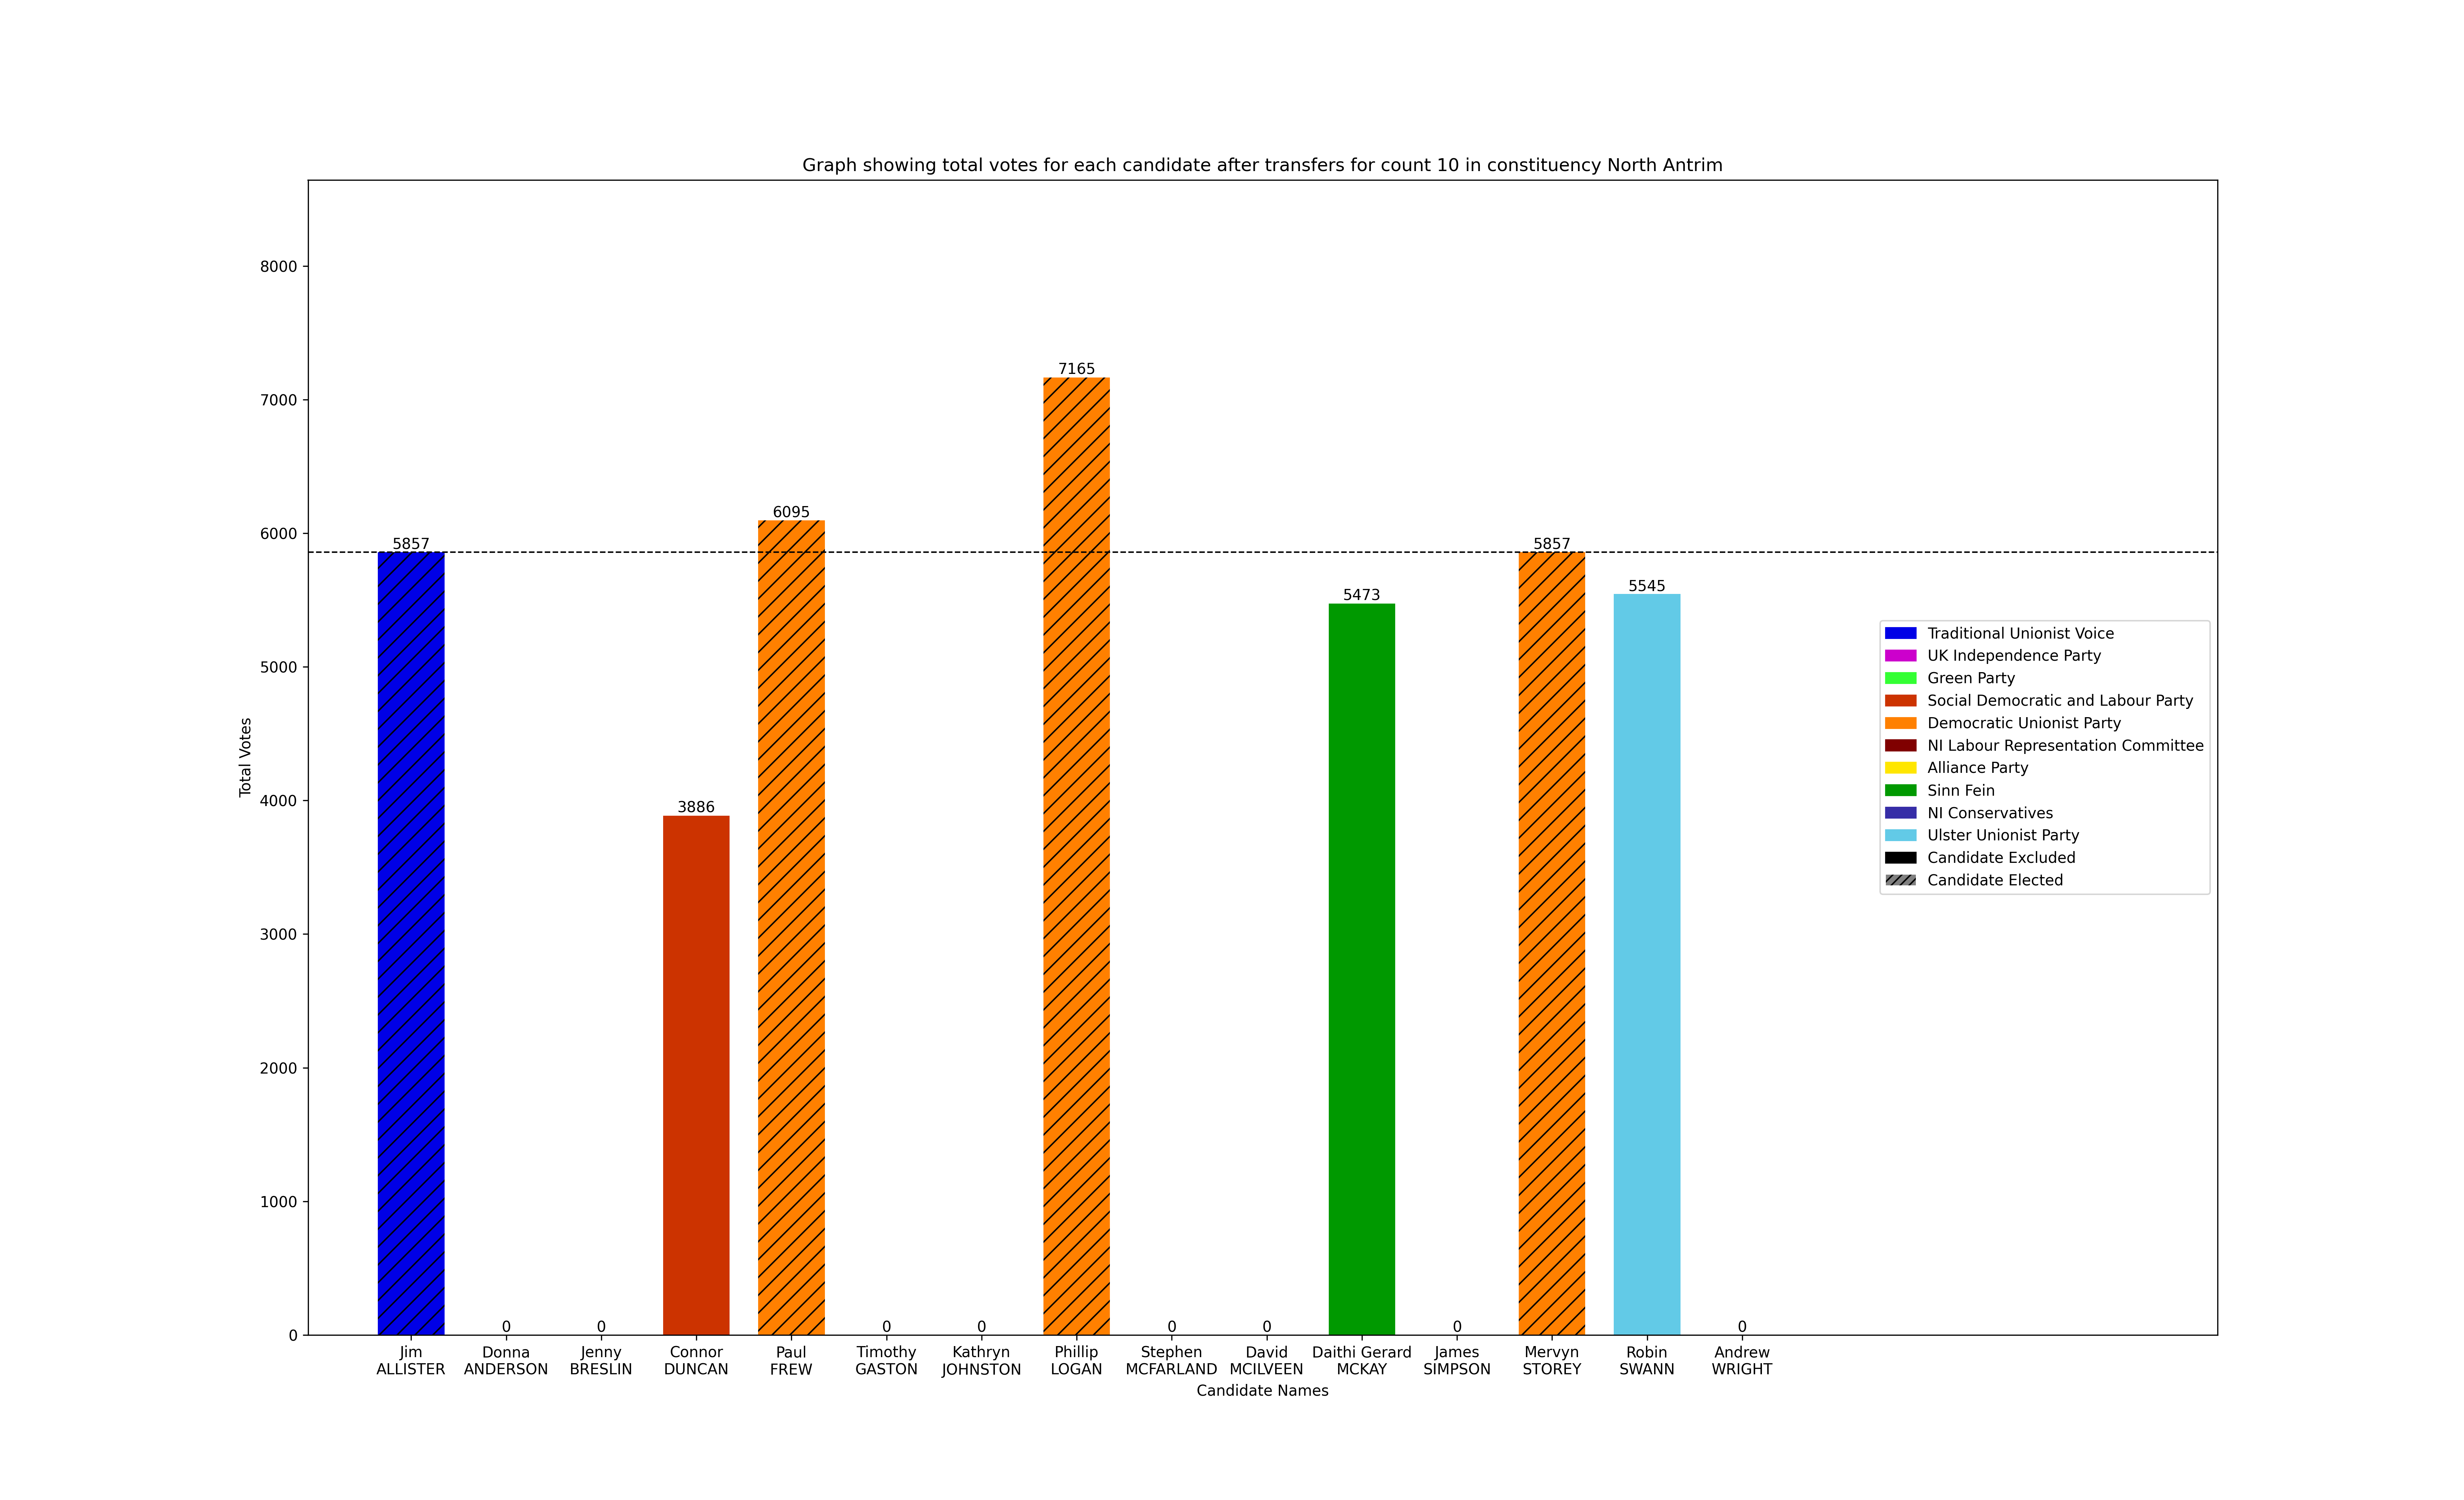 Graph showing total votes for each candidate after transfers for count 10 in constituency North Antrim
Total Votes
8000
7000
6000
5000
4000
3000
2000
1000
0
5857
0
0
3886
6095
0
0
7165
0
0
5473
0
5857
5545
0
Jim
ALLISTER
Donna
ANDERSON
Jenny
BRESLIN
Connor
DUNCAN
Paul
FREW
Timothy
GASTON
Kathryn
JOHNSTON
Phillip
LOGAN
Stephen
MCFARLAND
David
MCILVEEN
Daithi Gerard
MCKAY
James
SIMPSON
Mervyn
STOREY
Robin
SWANN
Andrew
WRIGHT
Candidate Names
Traditional Unionist Voice
UK Independence Party
Green Party
Social Democratic and Labour Party
Democratic Unionist Party
NI Labour Representation Committee
Alliance Party
Sinn Fein
NI Conservatives
Ulster Unionist Party
Candidate Excluded
Candidate Elected